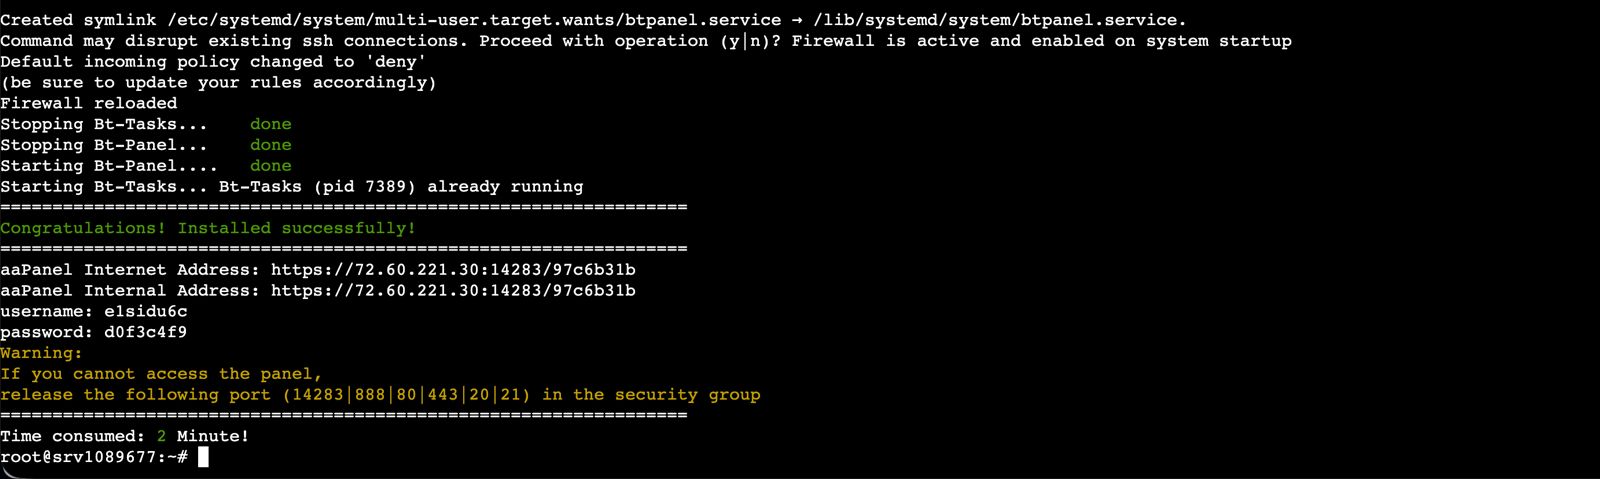 Created symlink /etc/systemd/system/multi-user.target.wants/btpanel.service → /lib/systemd/system/btpanel.service.
Command may disrupt existing ssh connections. Proceed with operation (y|n)? Firewall is active and enabled on system startup
Default incoming policy changed to 'deny'
(be sure to update your rules accordingly)
Firewall reloaded
Stopping Bt-Tasks... done
Stopping Bt-Panel... done
Starting Bt-Panel.... done
Starting Bt-Tasks... Bt-Tasks (pid 7389) already running
==================================================================
Congratulations! Installed successfully!
==================================================================
aaPanel Internet Address: https://72.60.221.30:14283/97c6b31b
aaPanel Internal Address: https://72.60.221.30:14283/97c6b31b
username: e1sidu6c
password: d0f3c4f9
Warning:
If you cannot access the panel,
release the following port (14283|888|80|443|20|21) in the security group
==================================================================
Time consumed: 2 Minute!
root@srv1089677:~#